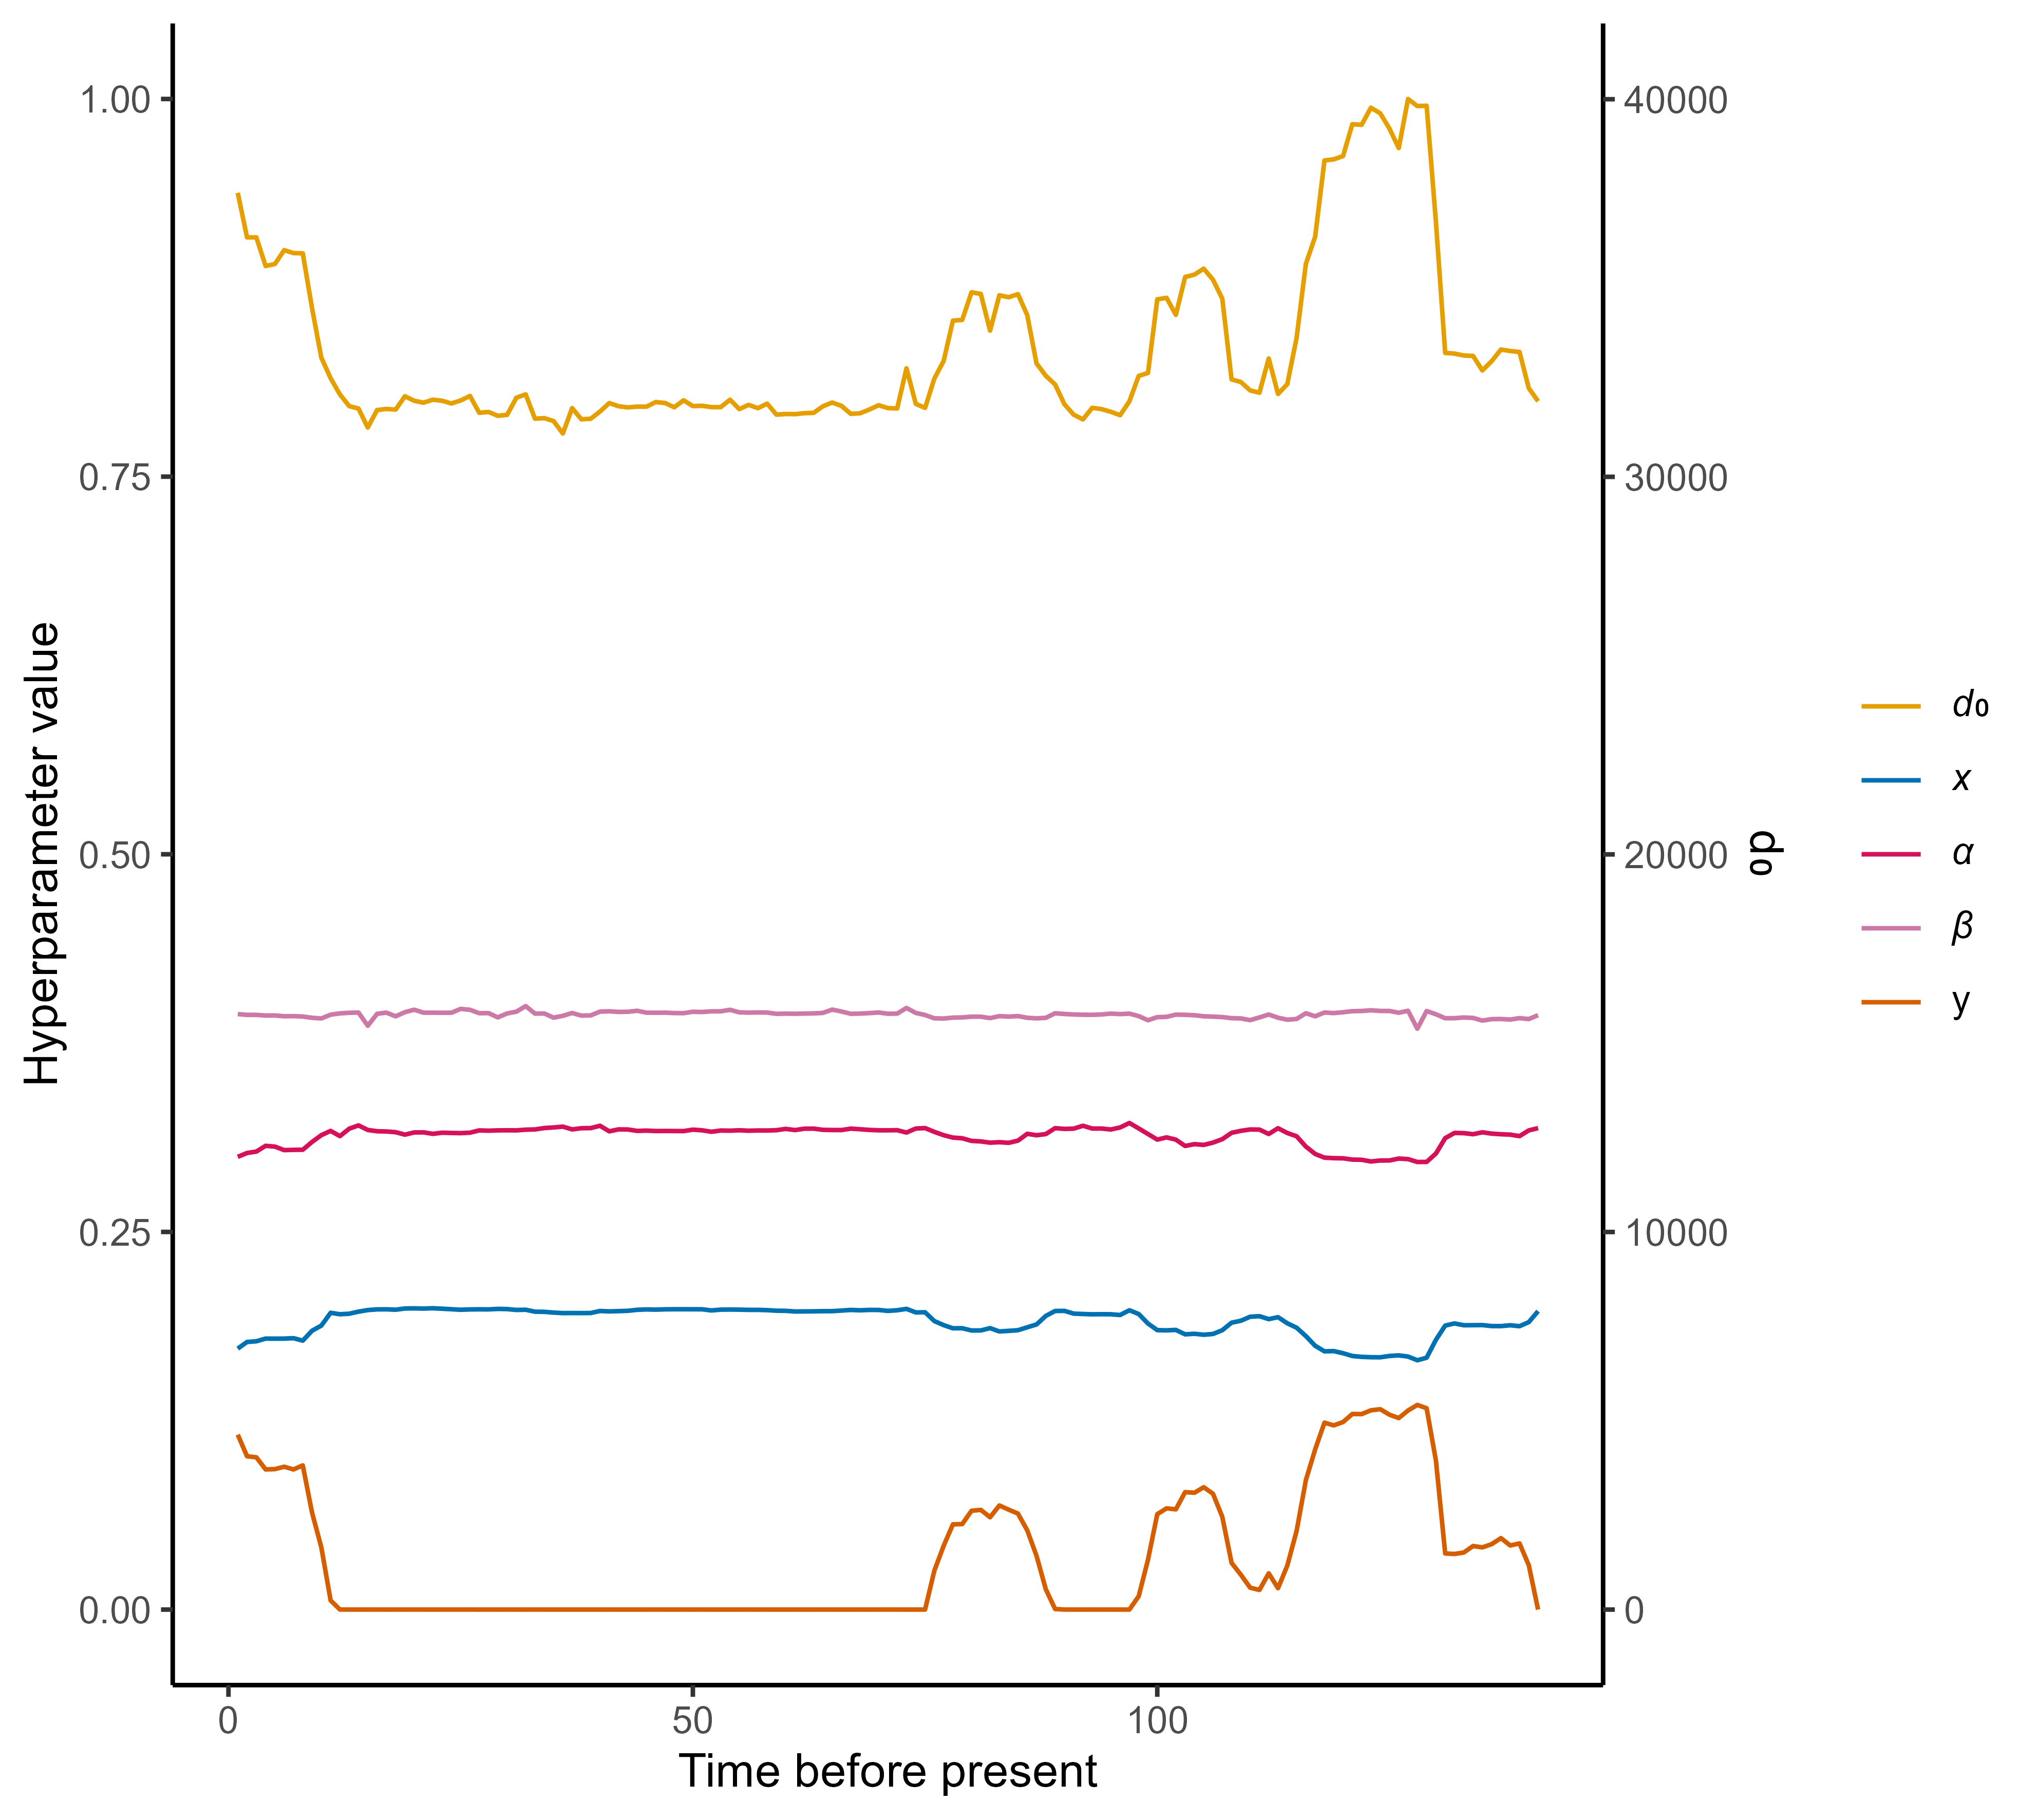 1.00
0.75
0.50
0.25
0.00
Hyperparameter value
0
50
100
Time before present
40000
30000
20000
10000
0
d₀
d₀
x
α
β
y